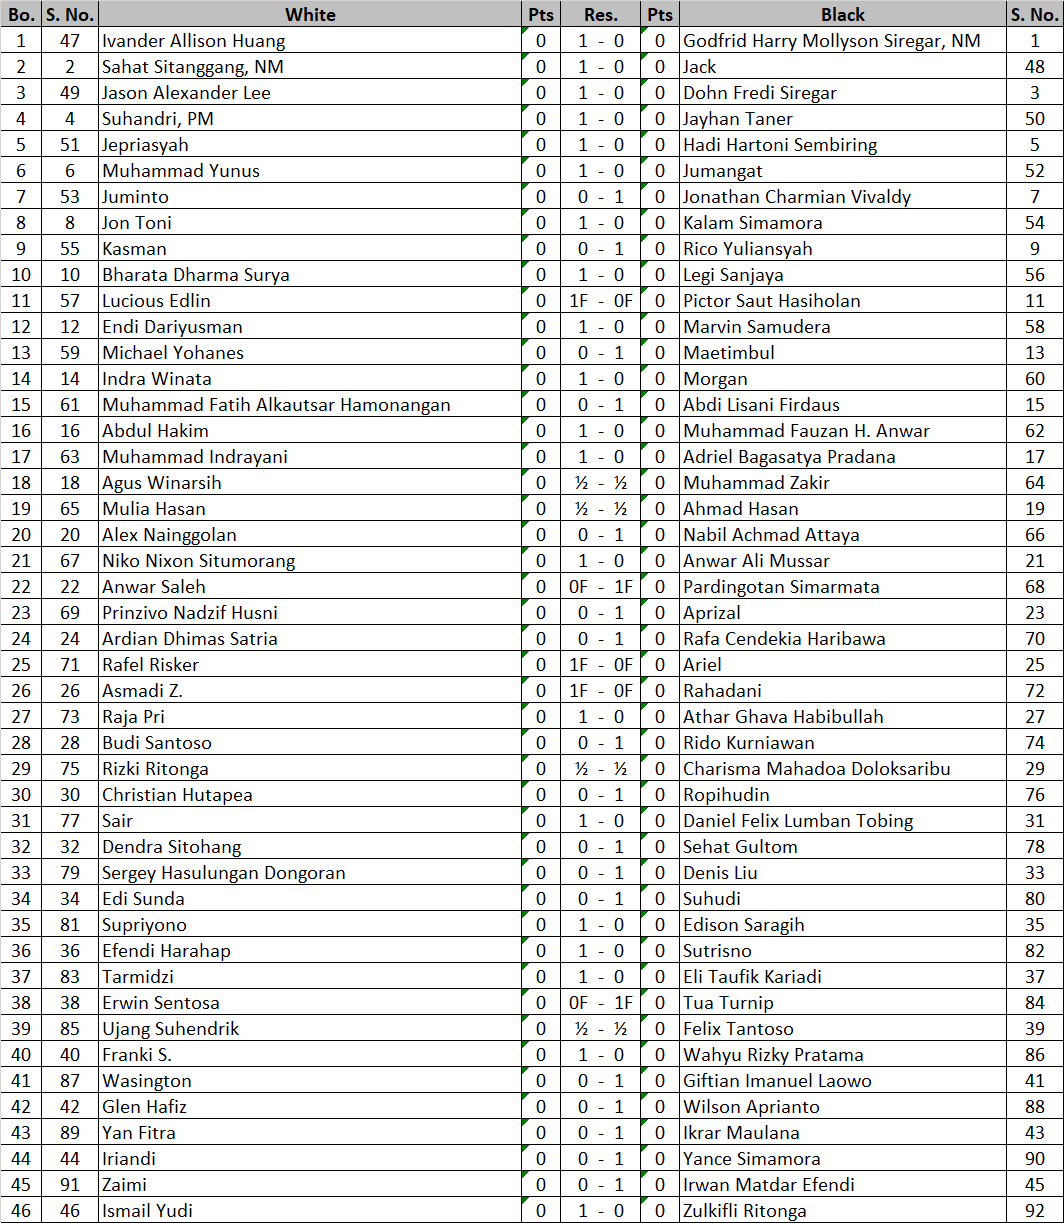 Bo. S. No. White Pts Res. Pts Black S. No.
1 47 Ivander Allison Huang 0 1 - 0 0 Godfrid Harry Mollyson Siregar, NM 1
2 2 Sahat Sitanggang, NM 0 1 - 0 0 Jack 48
3 49 Jason Alexander Lee 0 1 - 0 0 Dohn Fredi Siregar 3
4 4 Suhandri, PM 0 1 - 0 0 Jayhan Taner 50
5 51 Jepriasyah 0 1 - 0 0 Hadi Hartoni Sembiring 5
6 6 Muhammad Yunus 0 1 - 0 0 Jumangat 52
7 53 Juminto 0 0 - 1 0 Jonathan Charmian Vivaldy 7
8 8 Jon Toni 0 1 - 0 0 Kalam Simamora 54
9 55 Kasman 0 0 - 1 0 Rico Yuliansyah 9
10 10 Bharata Dharma Surya 0 1 - 0 0 Legi Sanjaya 56
11 57 Lucious Edlin 0 1F - 0F 0 Pictor Saut Hasiholan 11
12 12 Endi Dariyusman 0 1 - 0 0 Marvin Samudera 58
13 59 Michael Yohanes 0 0 - 1 0 Maetimbul 13
14 14 Indra Winata 0 1 - 0 0 Morgan 60
15 61 Muhammad Fatih Alkautsar Hamonangan 0 0 - 1 0 Abdi Lisani Firdaus 15
16 16 Abdul Hakim 0 1 - 0 0 Muhammad Fauzan H. Anwar 62
17 63 Muhammad Indrayani 0 1 - 0 0 Adriel Bagasatya Pradana 17
18 18 Agus Winarsih 0 ½ - ½ 0 Muhammad Zakir 64
19 65 Mulia Hasan 0 ½ - ½ 0 Ahmad Hasan 19
20 20 Alex Nainggolan 0 0 - 1 0 Nabil Achmad Attaya 66
21 67 Niko Nixon Situmorang 0 1 - 0 0 Anwar Ali Mussar 21
22 22 Anwar Saleh 0 0F - 1F 0 Pardingotan Simarmata 68
23 69 Prinzivo Nadzif Husni 0 0 - 1 0 Aprizal 23
24 24 Ardian Dhimas Satria 0 0 - 1 0 Rafa Cendekia Haribawa 70
25 71 Rafel Risker 0 1F - 0F 0 Ariel 25
26 26 Asmadi Z. 0 1F - 0F 0 Rahadani 72
27 73 Raja Pri 0 1 - 0 0 Athar Ghava Habibullah 27
28 28 Budi Santoso 0 0 - 1 0 Rido Kurniawan 74
29 75 Rizki Ritonga 0 ½ - ½ 0 Charisma Mahadoa Doloksaribu 29
30 30 Christian Hutapea 0 0 - 1 0 Ropihudin 76
31 77 Sair 0 1 - 0 0 Daniel Felix Lumban Tobing 31
32 32 Dendra Sitohang 0 0 - 1 0 Sehat Gultom 78
33 79 Sergey Hasulungan Dongoran 0 0 - 1 0 Denis Liu 33
34 34 Edi Sunda 0 0 - 1 0 Suhudi 80
35 81 Supriyono 0 1 - 0 0 Edison Saragih 35
36 36 Efendi Harahap 0 1 - 0 0 Sutrisno 82
37 83 Tarmidzi 0 1 - 0 0 Eli Taufik Kariadi 37
38 38 Erwin Sentosa 0 0F - 1F 0 Tua Turnip 84
39 85 Ujang Suhendrik 0 ½ - ½ 0 Felix Tantoso 39
40 40 Franki S. 0 1 - 0 0 Wahyu Rizky Pratama 86
41 87 Wasington 0 0 - 1 0 Giftian Imanuel Laowo 41
42 42 Glen Hafiz 0 0 - 1 0 Wilson Aprianto 88
43 89 Yan Fitra 0 0 - 1 0 Ikrar Maulana 43
44 44 Iriandi 0 0 - 1 0 Yance Simamora 90
45 91 Zaimi 0 0 - 1 0 Irwan Matdar Efendi 45
46 46 Ismail Yudi 0 1 - 0 0 Zulkifli Ritonga 92